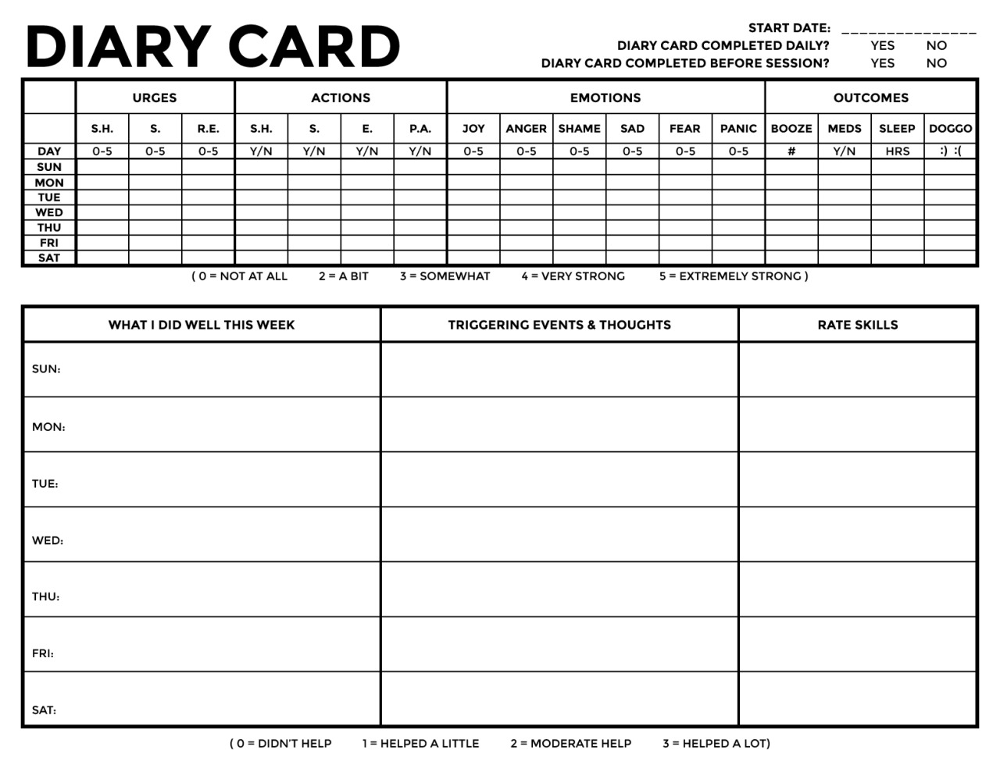 DIARY CARD
START DATE: _______________
DIARY CARD COMPLETED DAILY? YES NO
DIARY CARD COMPLETED BEFORE SESSION? YES NO
URGES ACTIONS EMOTIONS OUTCOMES
S.H. S. R.E. S.H. S. E. P.A. JOY ANGER SHAME SAD FEAR PANIC BOOZE MEDS SLEEP DOGGO
DAY 0-5 0-5 0-5 Y/N Y/N Y/N Y/N 0-5 0-5 0-5 0-5 0-5 0-5 # Y/N HRS :) :(
SUN
MON
TUE
WED
THU
FRI
SAT
( 0 = NOT AT ALL 2 = A BIT 3 = SOMEWHAT 4 = VERY STRONG 5 = EXTREMELY STRONG )
WHAT I DID WELL THIS WEEK TRIGGERING EVENTS & THOUGHTS RATE SKILLS
SUN:
MON:
TUE:
WED:
THU:
FRI:
SAT:
( 0 = DIDN'T HELP 1 = HELPED A LITTLE 2 = MODERATE HELP 3 = HELPED A LOT)